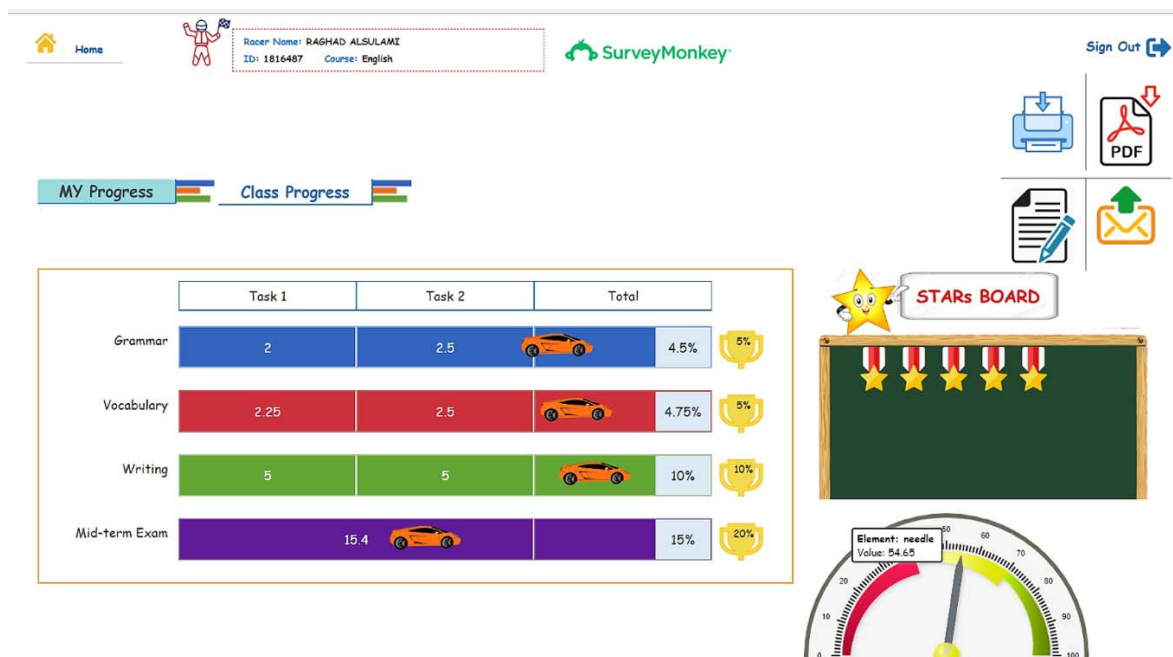 Home
Racer Name: RAGHAD ALSULAMI
ID: 1816487 Course: English
SurveyMonkey
Sign Out
PDF
MY Progress
Class Progress
Task 1 Task 2 Total
Grammar 2 2.5 4.5% 5%
Vocabulary 2.25 2.5 4.75% 5%
Writing 5 5 10% 10%
Mid-term Exam 15.4 15% 20%
STARs BOARD
Element: needle
Value: 54.65
0
10
20
50
60
70
80
90
100